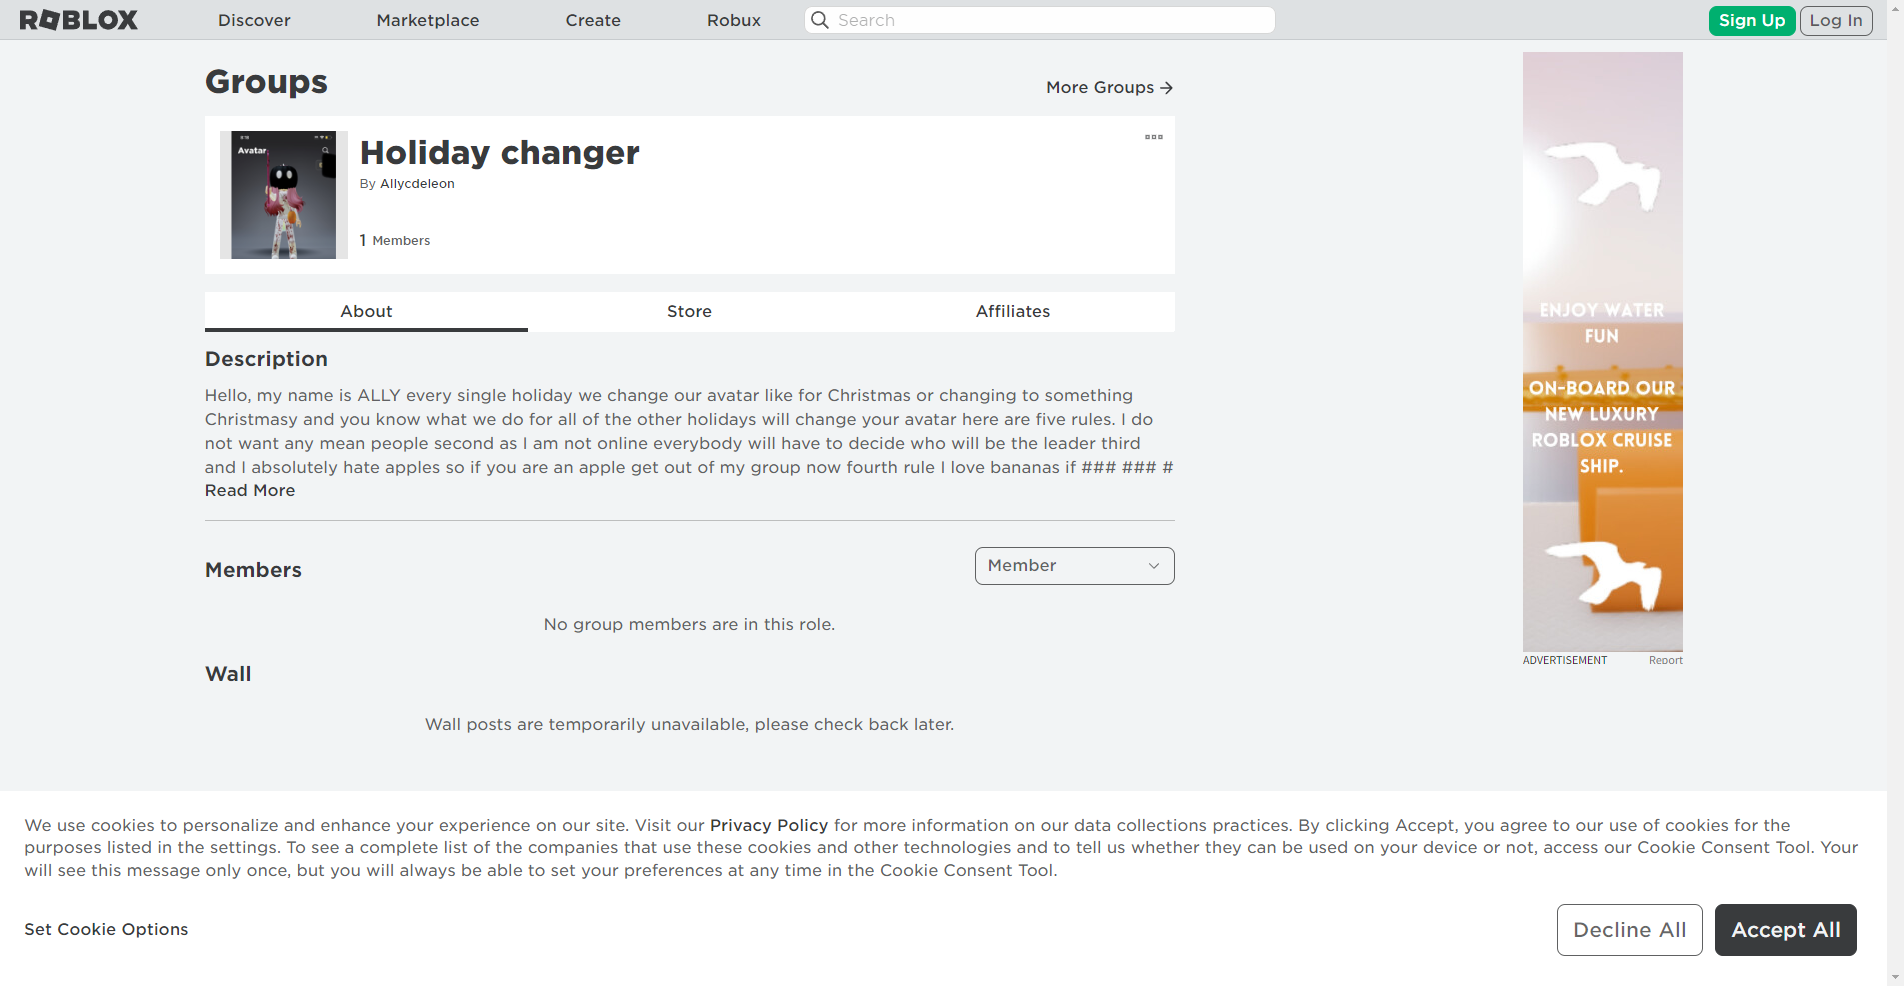 ROBLOX Discover Marketplace Create Robux Search Sign Up Log In
Groups
More Groups
Avatar
Holiday changer
By Allycdeleon
1 Members
About Store Affiliates
Description
Hello, my name is ALLY every single holiday we change our avatar like for Christmas or changing to something
Christmasy and you know what we do for all of the other holidays will change your avatar here are five rules. I do
not want any mean people second as I am not online everybody will have to decide who will be the leader third
and I absolutely hate apples so if you are an apple get out of my group now fourth rule I love bananas if ### ### #
Read More
Members
Member
No group members are in this role.
Wall
Wall posts are temporarily unavailable, please check back later.
ENJOY WATER
FUN
ON-BOARD OUR
NEW LUXURY
ROBLOX CRUISE
SHIP.
ADVERTISEMENT Report
We use cookies to personalize and enhance your experience on our site. Visit our Privacy Policy for more information on our data collections practices. By clicking Accept, you agree to our use of cookies for the
purposes listed in the settings. To see a complete list of the companies that use these cookies and other technologies and to tell us whether they can be used on your device or not, access our Cookie Consent Tool. Your
will see this message only once, but you will always be able to set your preferences at any time in the Cookie Consent Tool.
Set Cookie Options
Decline All
Accept All